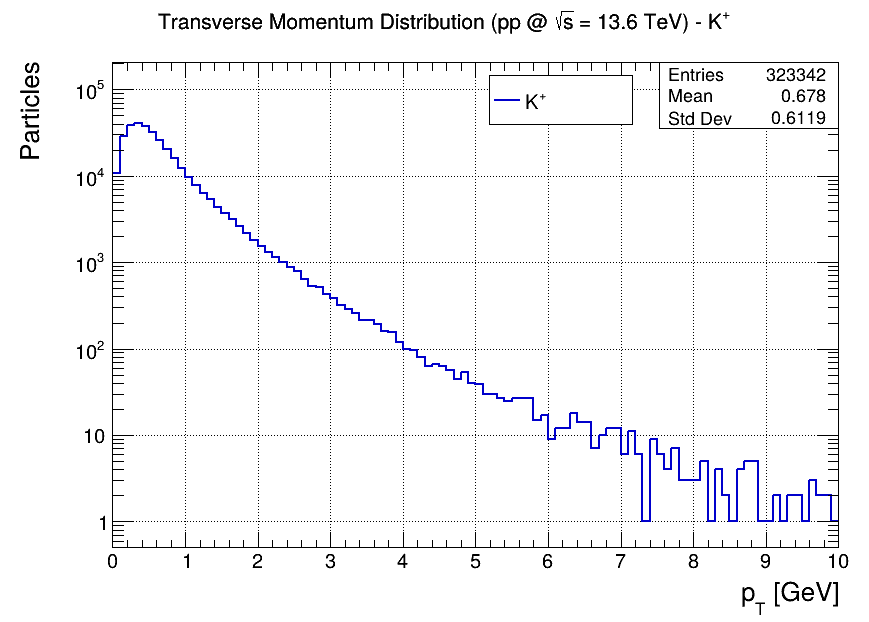 Transverse Momentum Distribution (pp @ √s = 13.6 TeV) - K⁺
Particles
K⁺
Entries 323342
Mean 0.678
Std Dev 0.6119
10⁵
10⁴
10³
10²
10
1
0 1 2 3 4 5 6 7 8 9 10
p_T [GeV]